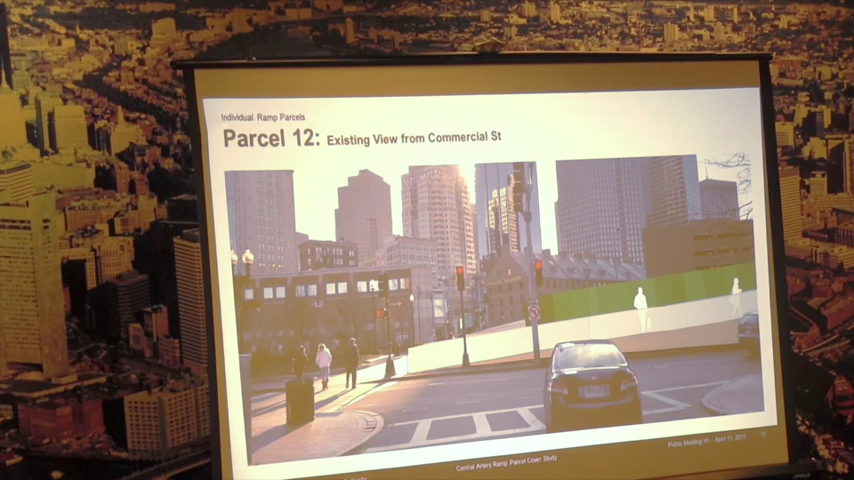 Individual Ramp Parcels
Parcel 12: Existing View from Commercial St
Central Artery Ramp Parcel Cover Study
Public Meeting #5 - April 15, 2015